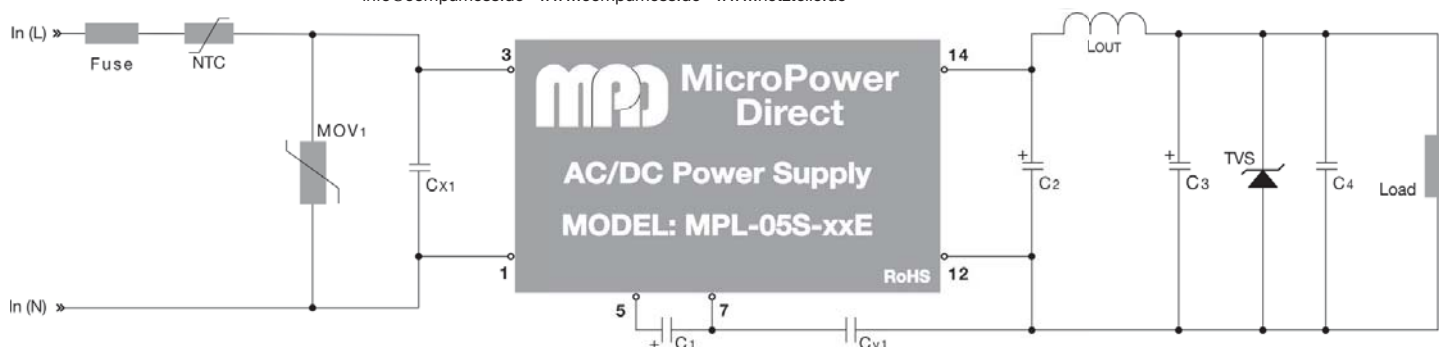 In (L)
Fuse
NTC
MOV1
CX1
In (N)
3
1
5
7
14
12
MPD MicroPower
Direct
AC/DC Power Supply
MODEL: MPL-05S-xxE
RoHS
+ C1
CY1
LOUT
+
C2
+
C3
TVS
C4
Load